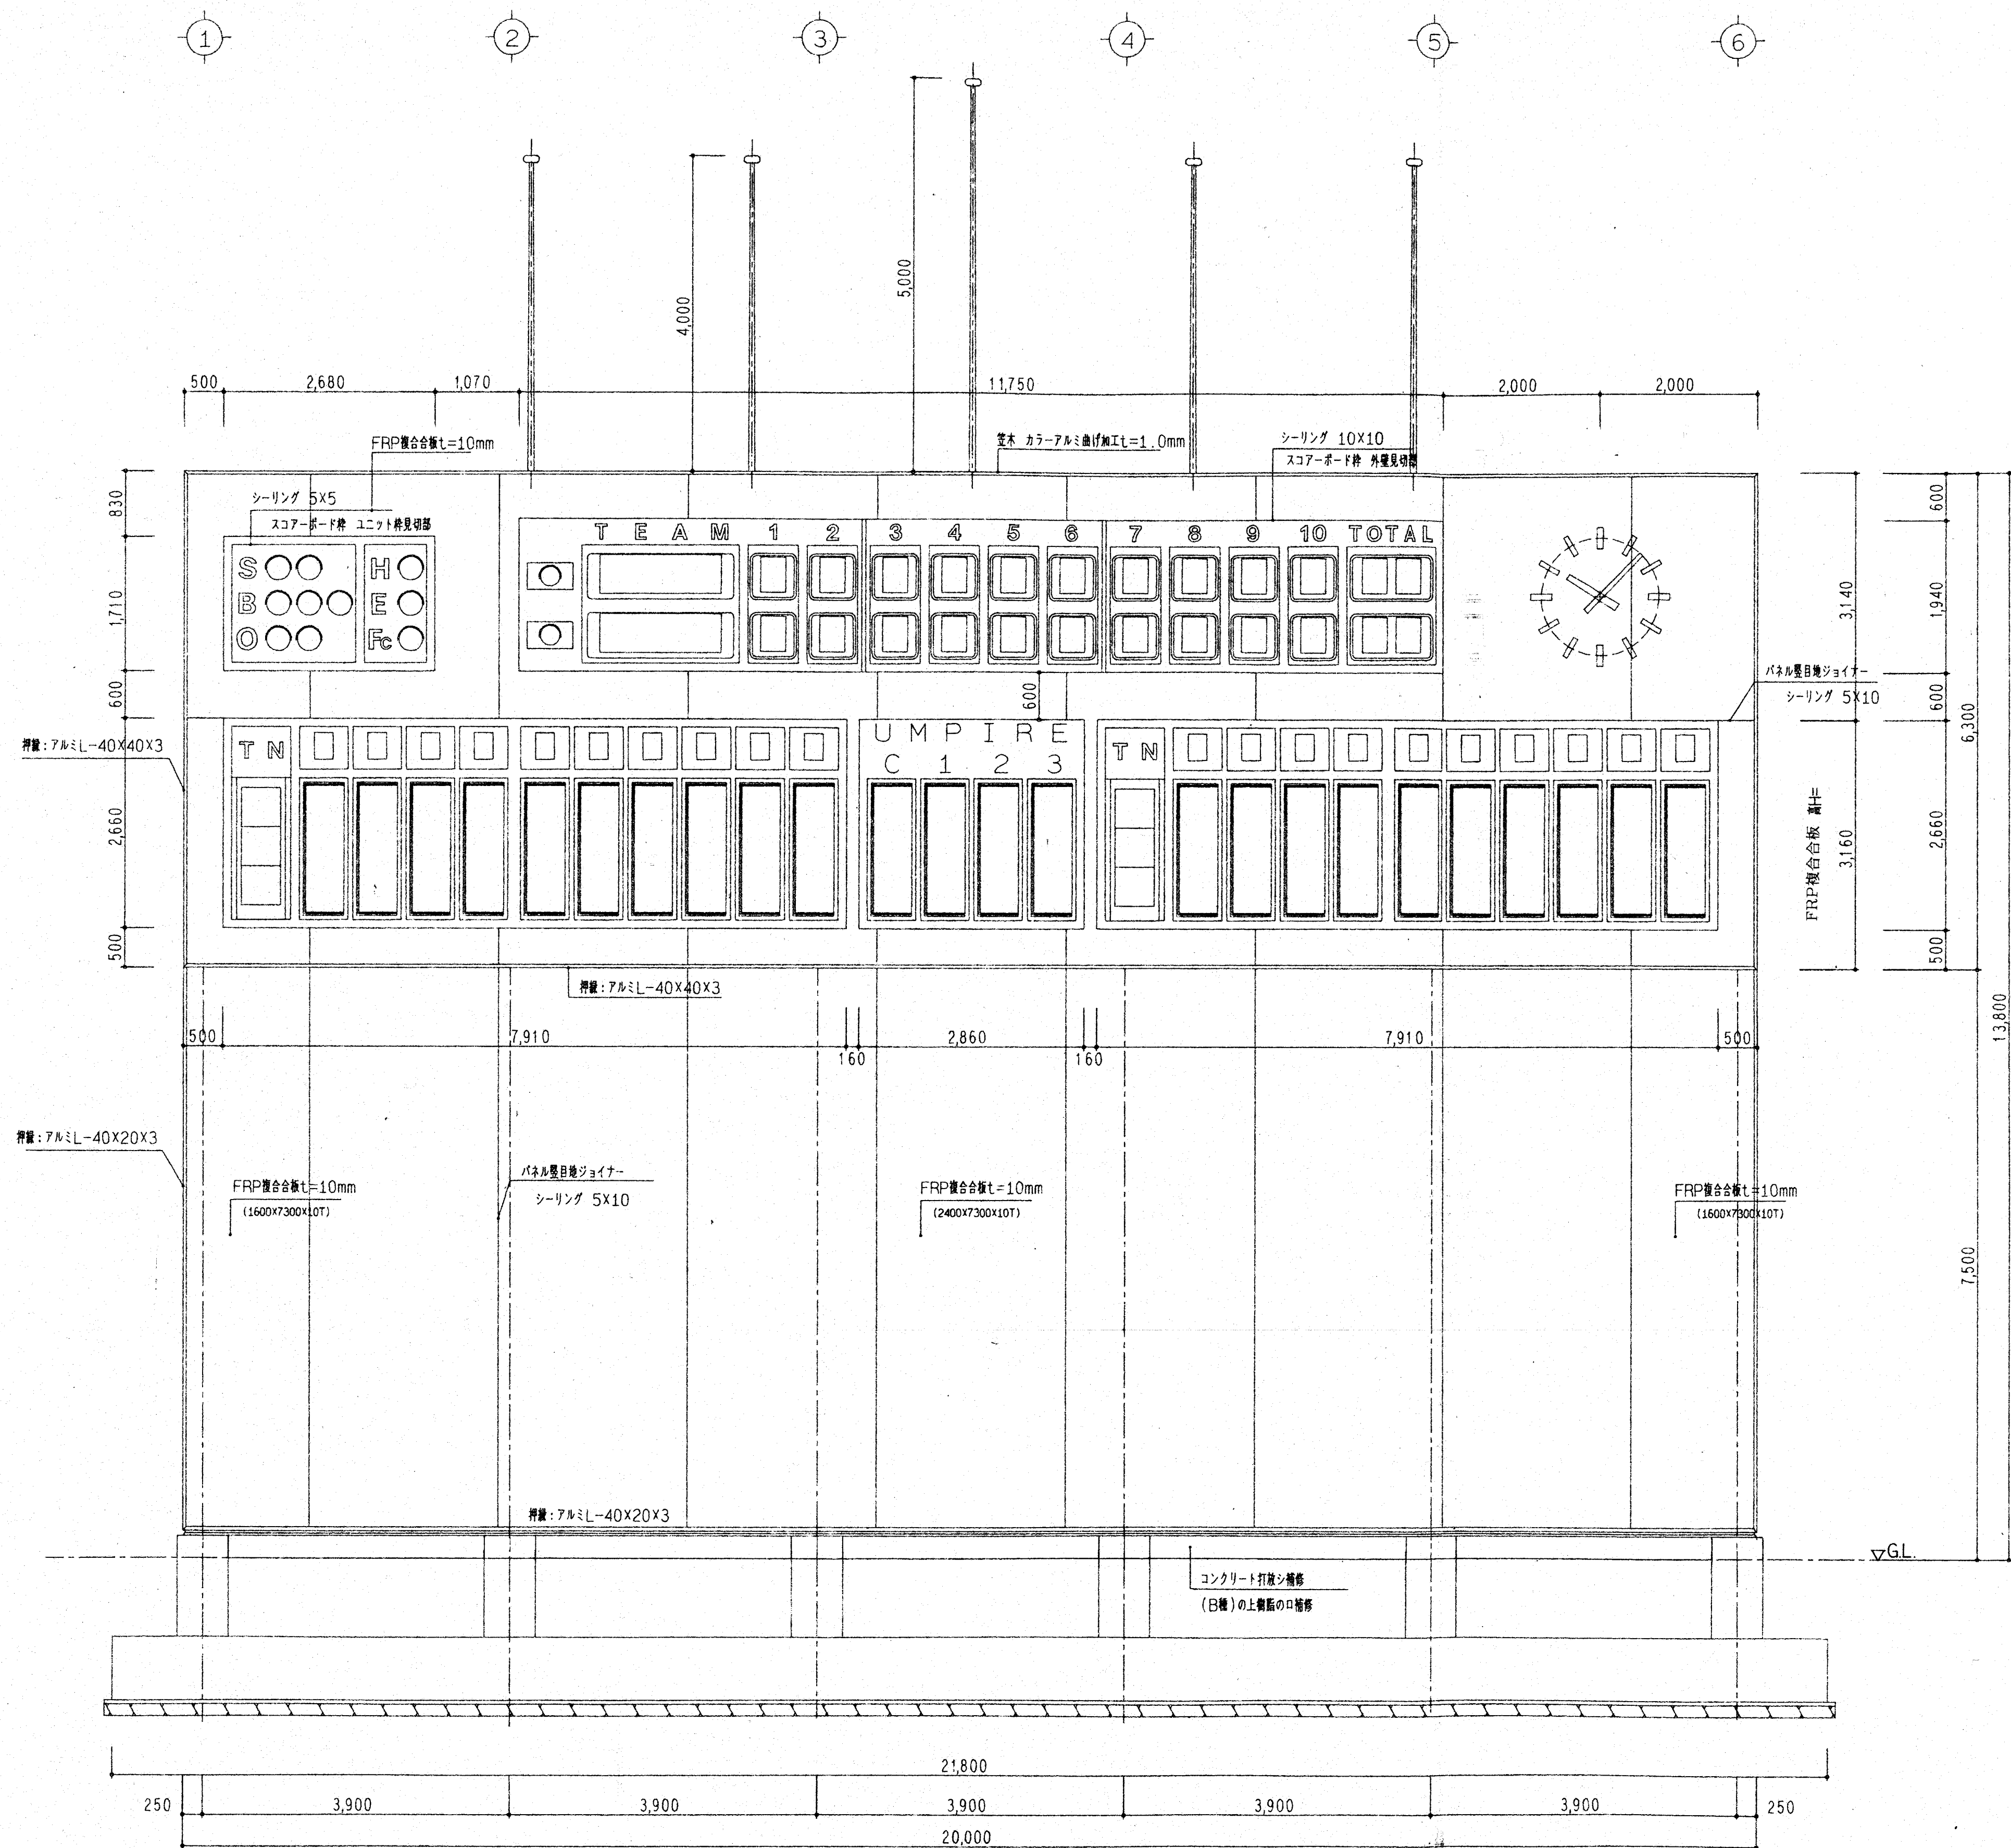 1 2 3 4 5 6
5,000
4,000
500 2,680 1,070 11,750 2,000 2,000
FRP複合合板t=10mm
笠木 カラーアルミ曲げ加工t=1.0mm
シーリング 10X10
スコアーボード枠 外壁見切部
シーリング 5X5
スコアーボード枠 ユニット枠見切部
830
1,710
600
2,660
500
TEAM 1 2 3 4 5 6 7 8 9 10 TOTAL
S H
B E
O Fc
600
パネル竪目地ジョイナー
シーリング 5X10
押縁:アルミL-40X40X3
TN
UMPIRE
C 1 2 3
TN
3,140
3,160
FRP複合合板 高H=
600
1,940
600
2,660
500
6,300
7,500
13,800
押縁:アルミL-40X40X3
500 7,910 160 2,860 160 7,910 500
押縁:アルミL-40X20X3
FRP複合合板t=10mm
(1600X7300X10T)
パネル竪目地ジョイナー
シーリング 5X10
FRP複合合板t=10mm
(2400X7300X10T)
FRP複合合板t=10mm
(1600X7300X10T)
押縁:アルミL-40X20X3
G.L.
コンクリート打放シ補修
(B種)の上樹脂のロ補修
21,800
250 3,900 3,900 3,900 3,900 3,900 250
20,000